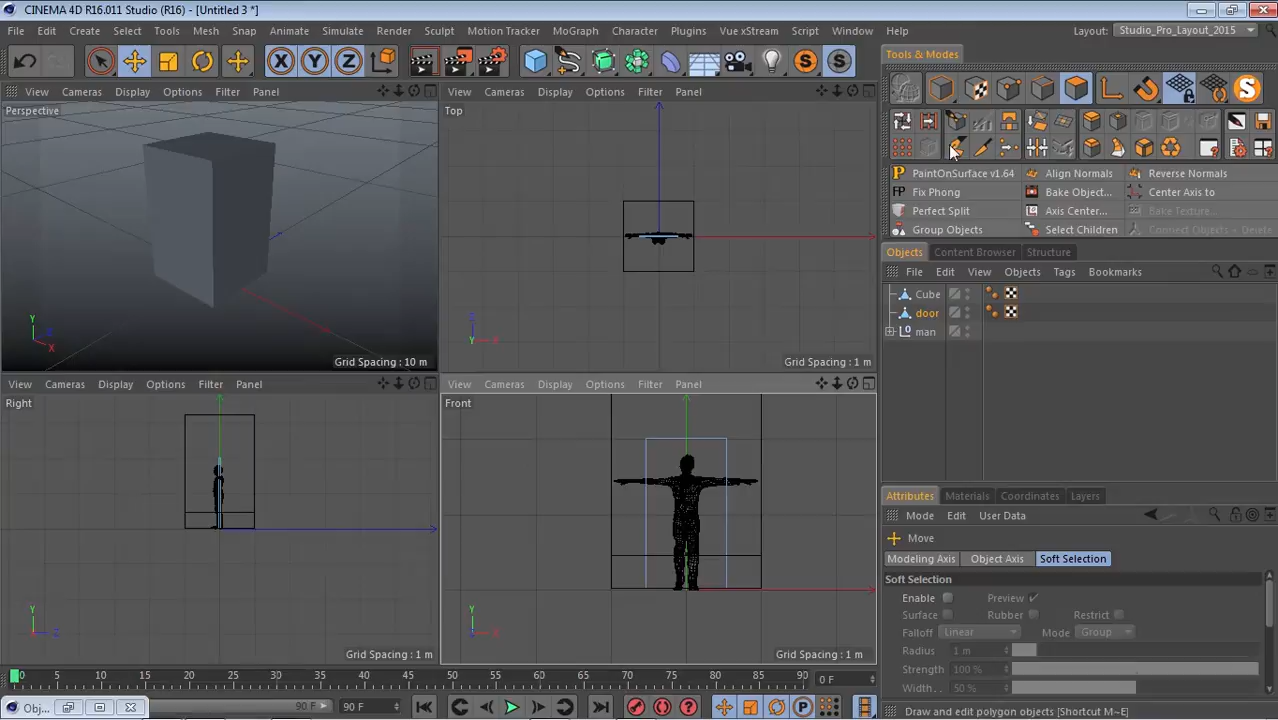 CINEMA 4D R16.011 Studio (R16) - [Untitled 3 *]
File Edit Create Select Tools Mesh Snap Animate Simulate Render Sculpt Motion Tracker MoGraph Character Plugins Vue xStream Script Window Help Layout: Studio_Pro_Layout_2015
Tools & Modes
X Y Z S S
S
View Cameras Display Options Filter Panel
View Cameras Display Options Filter Panel
Perspective
Top
PaintOnSurface v1.64 Align Normals Reverse Normals
Fix Phong Bake Object... Center Axis to
Perfect Split Axis Center... Bake Texture...
Group Objects Select Children Connect Objects + Delete
Objects Content Browser Structure
File Edit View Objects Tags Bookmarks
Cube
door
man
Y
Z
X
Grid Spacing : 10 m
Grid Spacing : 1 m
View Cameras Display Options Filter Panel
View Cameras Display Options Filter Panel
Right
Front
Y
Z
Y
X
Grid Spacing : 1 m
Grid Spacing : 1 m
Attributes Materials Coordinates Layers
Mode Edit User Data
Move
Modeling Axis Object Axis Soft Selection
Soft Selection
Enable Preview
Surface Rubber Restrict
Falloff Linear Mode Group
Radius 1 m
Strength 100 %
Width . . 50 %
0 5 10 15 20 25 30 35 40 45 50 55 60 65 70 75 80 85 90 0 F
Obj... 90 F 90 F P
Draw and edit polygon objects [Shortcut M~E]